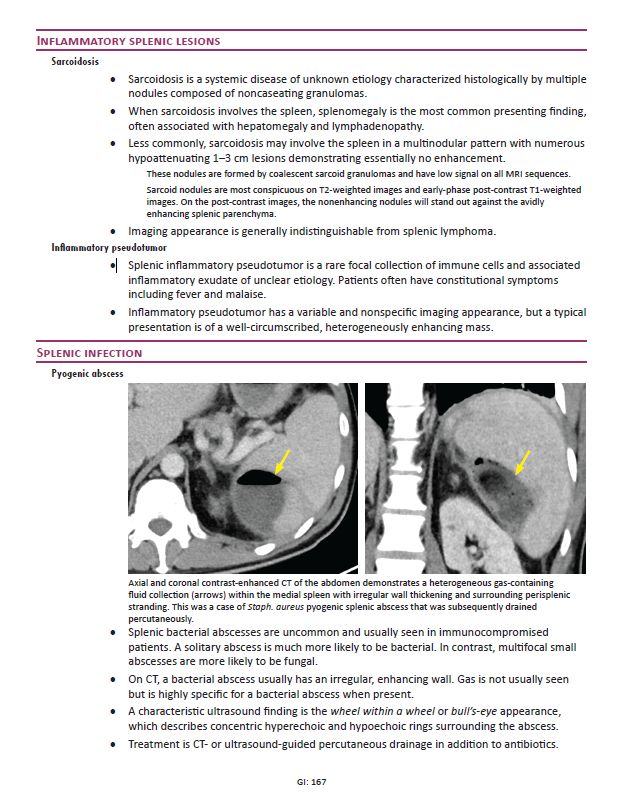 INFLAMMATORY SPLENIC LESIONS
Sarcoidosis
• Sarcoidosis is a systemic disease of unknown etiology characterized histologically by multiple
nodules composed of noncaseating granulomas.
• When sarcoidosis involves the spleen, splenomegaly is the most common presenting finding,
often associated with hepatomegaly and lymphadenopathy.
• Less commonly, sarcoidosis may involve the spleen in a multinodular pattern with numerous
hypoattenuating 1–3 cm lesions demonstrating essentially no enhancement.
These nodules are formed by coalescent sarcoid granulomas and have low signal on all MRI sequences.
Sarcoid nodules are most conspicuous on T2-weighted images and early-phase post-contrast T1-weighted
images. On the post-contrast images, the nonenhancing nodules will stand out against the avidly
enhancing splenic parenchyma.
• Imaging appearance is generally indistinguishable from splenic lymphoma.
Inflammatory pseudotumor
• Splenic inflammatory pseudotumor is a rare focal collection of immune cells and associated
inflammatory exudate of unclear etiology. Patients often have constitutional symptoms
including fever and malaise.
• Inflammatory pseudotumor has a variable and nonspecific imaging appearance, but a typical
presentation is of a well-circumscribed, heterogeneously enhancing mass.
SPLENIC INFECTION
Pyogenic abscess
Axial and coronal contrast-enhanced CT of the abdomen demonstrates a heterogeneous gas-containing
fluid collection (arrows) within the medial spleen with irregular wall thickening and surrounding perisplenic
stranding. This was a case of Staph. aureus pyogenic splenic abscess that was subsequently drained
percutaneously.
• Splenic bacterial abscesses are uncommon and usually seen in immunocompromised
patients. A solitary abscess is much more likely to be bacterial. In contrast, multifocal small
abscesses are more likely to be fungal.
• On CT, a bacterial abscess usually has an irregular, enhancing wall. Gas is not usually seen
but is highly specific for a bacterial abscess when present.
• A characteristic ultrasound finding is the wheel within a wheel or bull's-eye appearance,
which describes concentric hyperechoic and hypoechoic rings surrounding the abscess.
• Treatment is CT- or ultrasound-guided percutaneous drainage in addition to antibiotics.
GI: 167